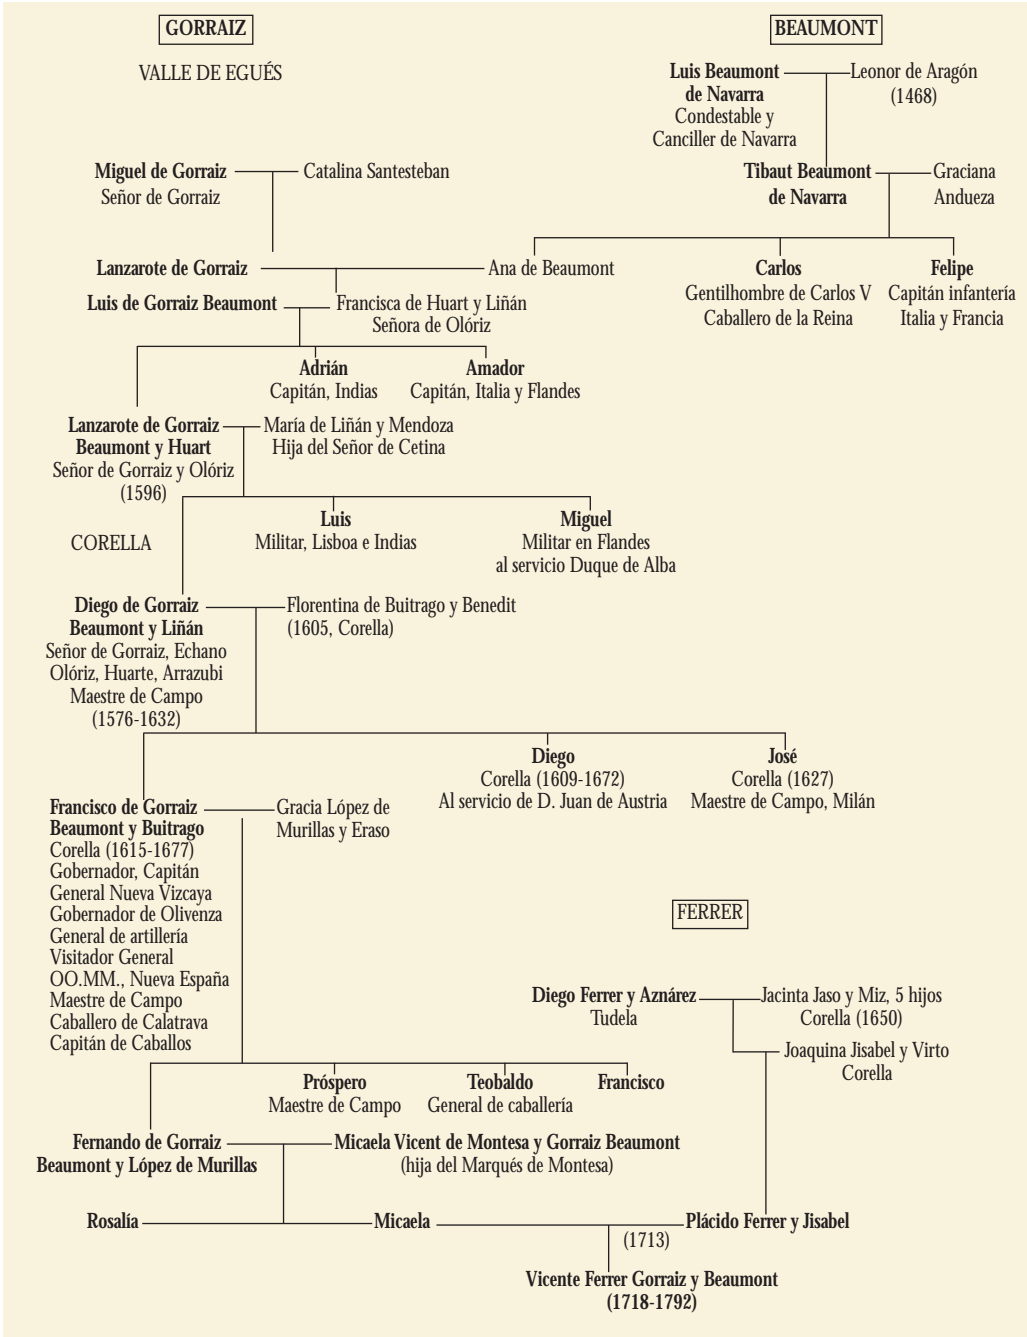 GORRAIZ
BEAUMONT
VALLE DE EGUÉS
Luis Beaumont
de Navarra
Condestable y
Canciller de Navarra
Leonor de Aragón
(1468)
Miguel de Gorraiz
Señor de Gorraiz
Catalina Santesteban
Tibaut Beaumont
de Navarra
Graciana
Andueza
Lanzarote de Gorraiz
Ana de Beaumont
Carlos
Gentilhombre de Carlos V
Caballero de la Reina
Felipe
Capitán infantería
Italia y Francia
Luis de Gorraiz Beaumont
Francisca de Huart y Liñán
Señora de Olóriz
Adrián
Capitán, Indias
Amador
Capitán, Italia y Flandes
Lanzarote de Gorraiz
Beaumont y Huart
Señor de Gorraiz y Olóriz
(1596)
María de Liñán y Mendoza
Hija del Señor de Cetina
CORELLA
Luis
Militar, Lisboa e Indias
Miguel
Militar en Flandes
al servicio Duque de Alba
Diego de Gorraiz
Beaumont y Liñán
Señor de Gorraiz, Echano
Olóriz, Huarte, Arrazubi
Maestre de Campo
(1576-1632)
Florentina de Buitrago y Benedit
(1605, Corella)
Diego
Corella (1609-1672)
Al servicio de D. Juan de Austria
José
Corella (1627)
Maestre de Campo, Milán
Francisco de Gorraiz
Beaumont y Buitrago
Corella (1615-1677)
Gobernador, Capitán
General Nueva Vizcaya
Gobernador de Olivenza
General de artillería
Visitador General
OO.MM., Nueva España
Maestre de Campo
Caballero de Calatrava
Capitán de Caballos
Gracia López de
Murillas y Eraso
FERRER
Diego Ferrer y Aznárez
Tudela
Jacinta Jaso y Miz, 5 hijos
Corella (1650)
Joaquina Jisabel y Virto
Corella
Próspero
Maestre de Campo
Teobaldo
General de caballería
Francisco
Fernando de Gorraiz
Beaumont y López de Murillas
Micaela Vicent de Montesa y Gorraiz Beaumont
(hija del Marqués de Montesa)
Rosalía
Micaela
(1713)
Plácido Ferrer y Jisabel
Vicente Ferrer Gorraiz y Beaumont
(1718-1792)